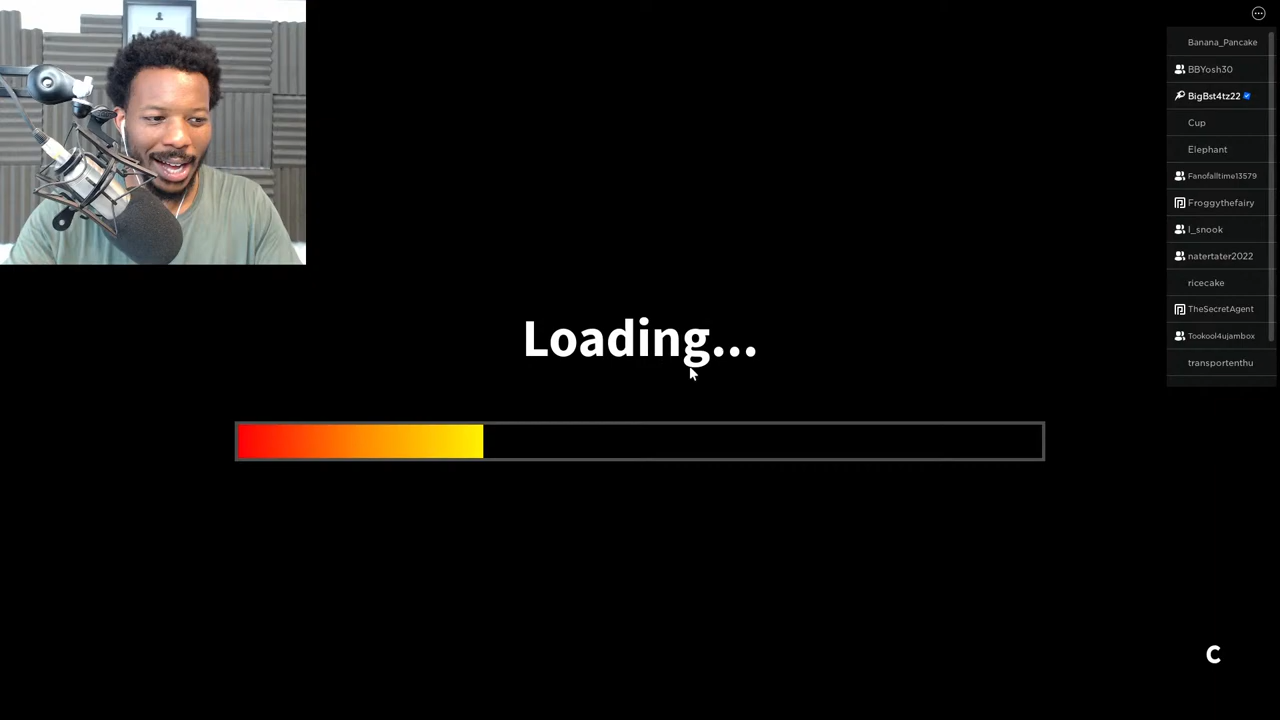 Banana_Pancake
BBYosh30
BigBst4tz22
Cup
Elephant
Fanofalltime13579
Froggythefairy
I_snook
natertater2022
ricecake
TheSecretAgent
Tookool4ujambox
transportenthu
Loading...
C